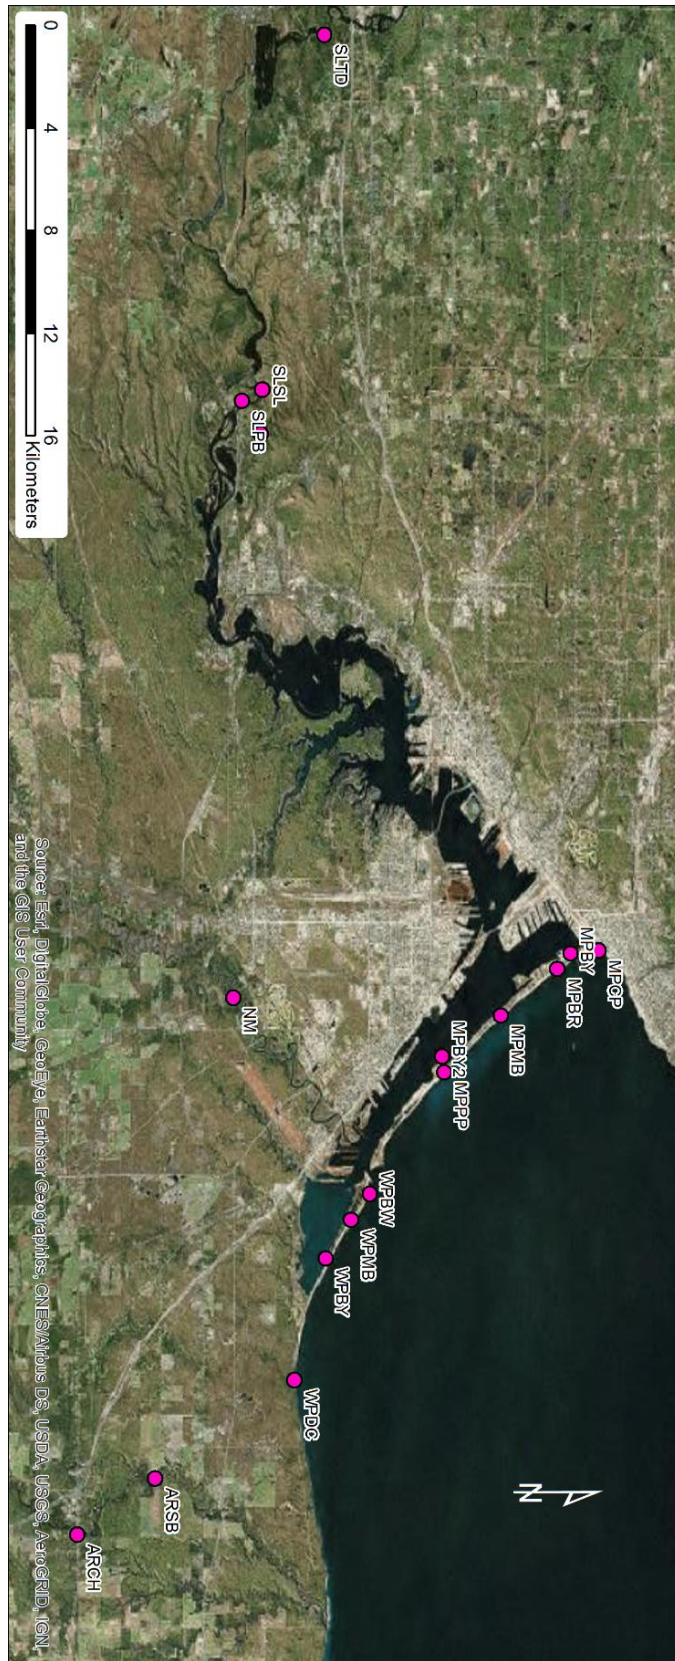 SLTD
SLSL
SLPB
MPCP
MPBY
MPBR
MPMB
MPBY2
MPPP
WPBW
WPMB
WPBY
WPDC
NM
ARSB
ARCH
N
0 4 8 12 16
Kilometers
Source: Esri, DigitalGlobe, GeoEye, Earthstar Geographics, CNES/Airbus DS, USDA, USGS, AeroGRID, IGN,
and the GIS User Community